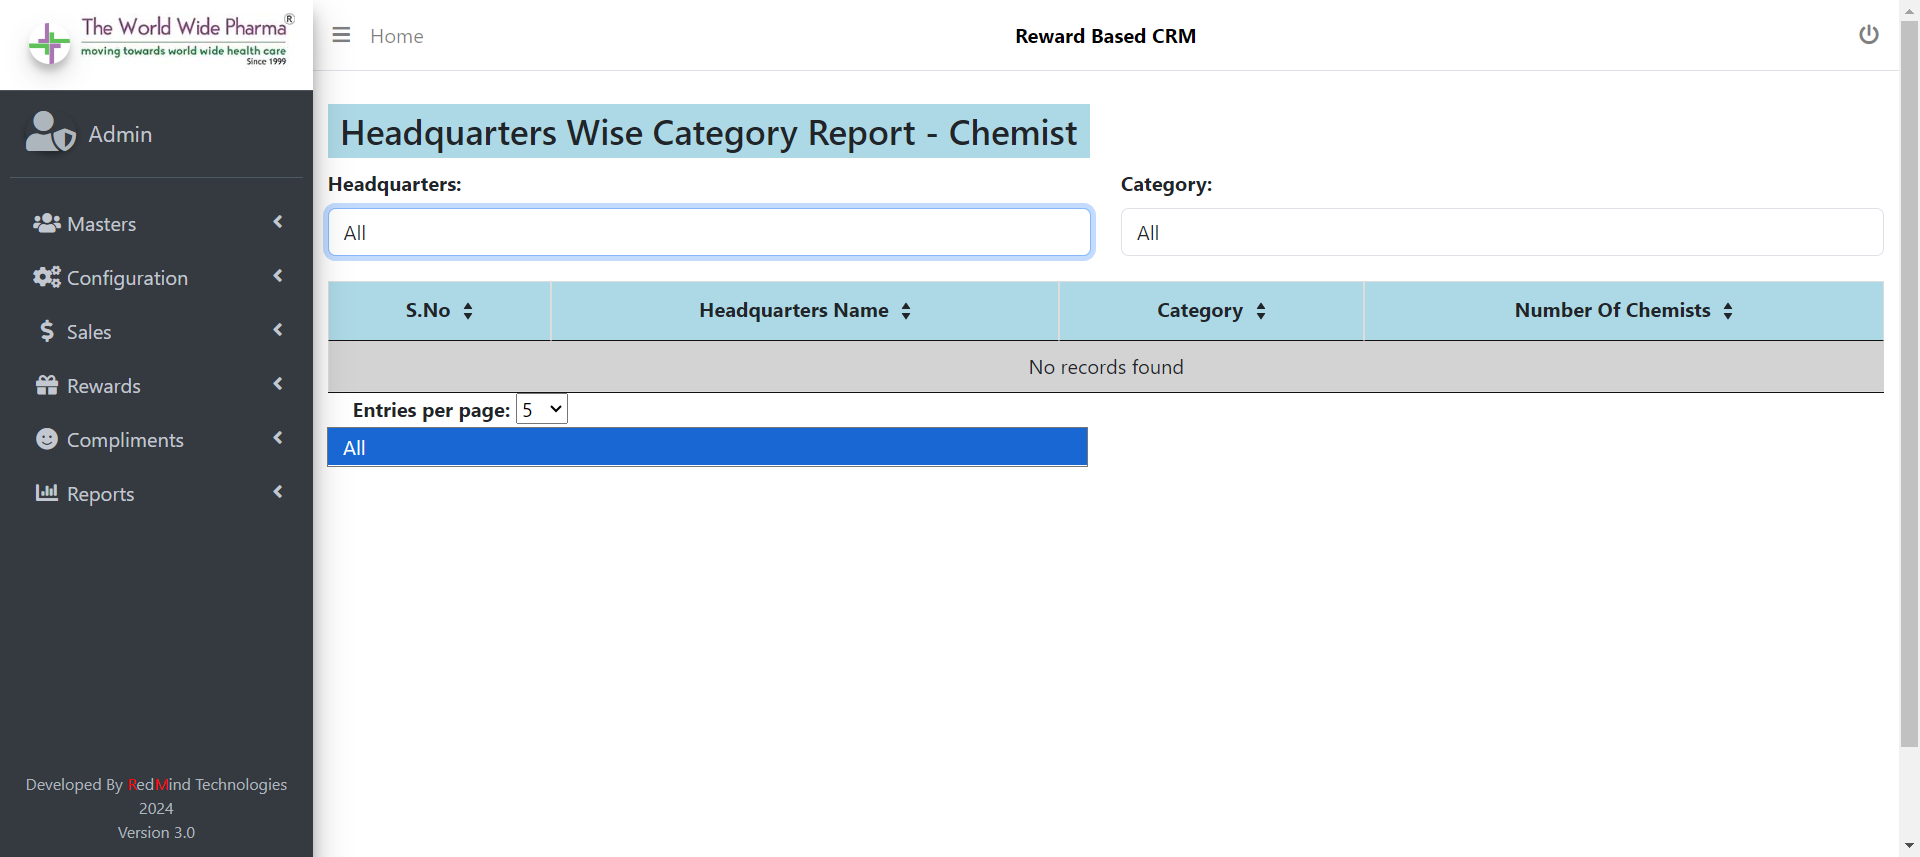 The World Wide Pharma®
moving towards world wide health care
Since 1999
Home
Reward Based CRM
Admin
Masters
Configuration
Sales
Rewards
Compliments
Reports
Developed By RedMind Technologies
2024
Version 3.0
Headquarters Wise Category Report - Chemist
Headquarters:
Category:
All
All
S.No
Headquarters Name
Category
Number Of Chemists
No records found
Entries per page: 5
All